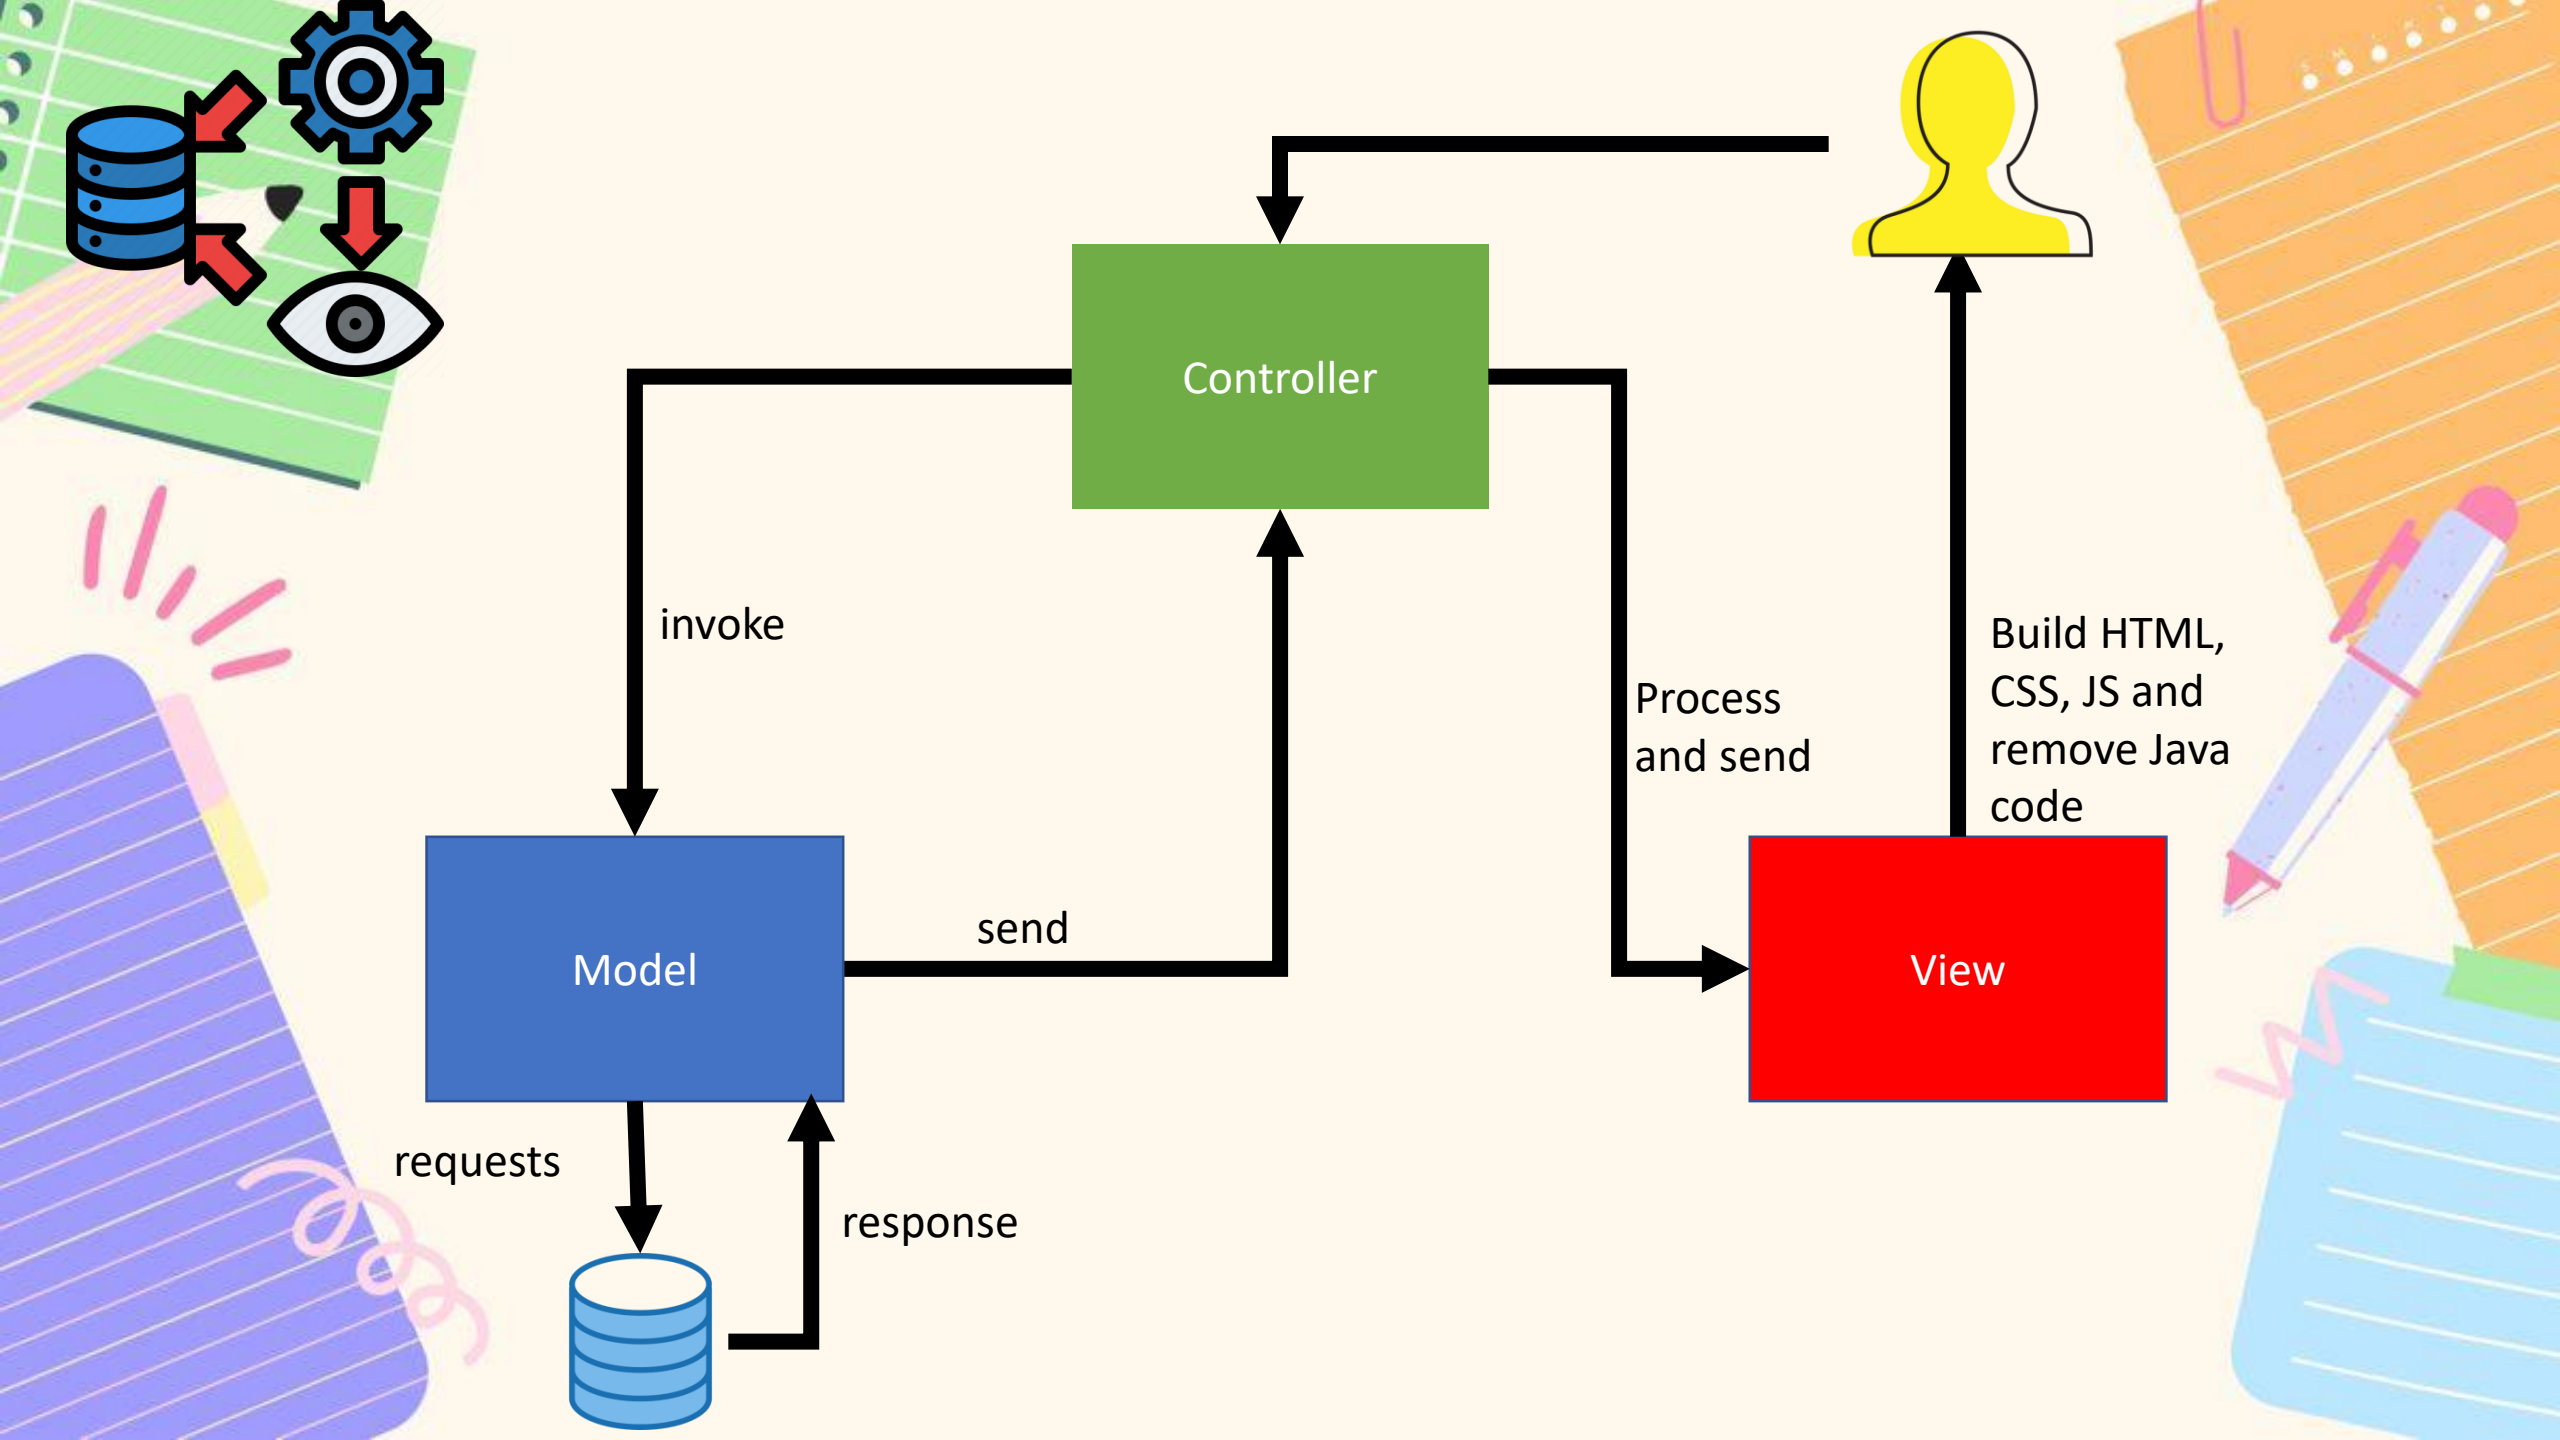 Controller
invoke
Build HTML,
CSS, JS and
remove Java
code
Process
and send
send
Model
View
requests
response